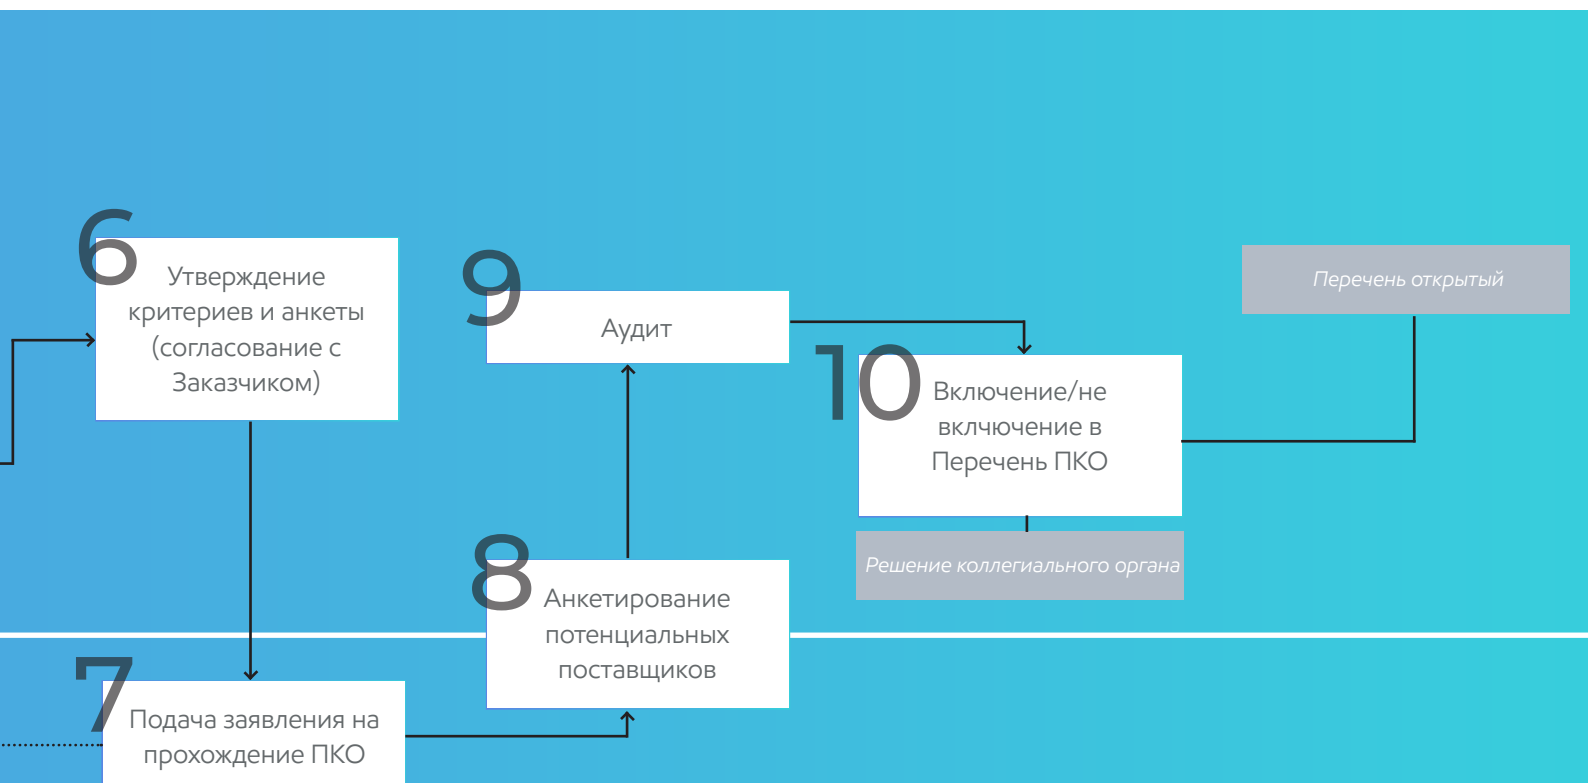 6
Утверждение
критериев и анкеты
(согласование с
Заказчиком)
7
Подача заявления на
прохождение ПКО
8
Анкетирование
потенциальных
поставщиков
9
Аудит
10
Включение/не
вклчючение в
Перечень ПКО
Решение коллегиального органа
Перечень открытый